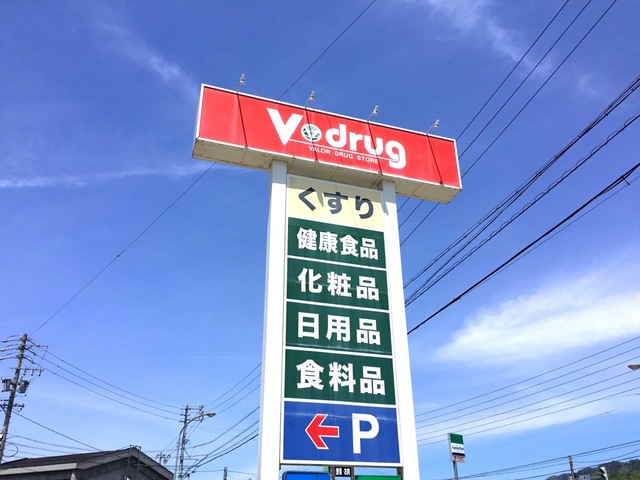 V・drug
VALOR DRUG STORE
くすり
健康食品
化粧品
日用品
食料品
P
FamilyMart